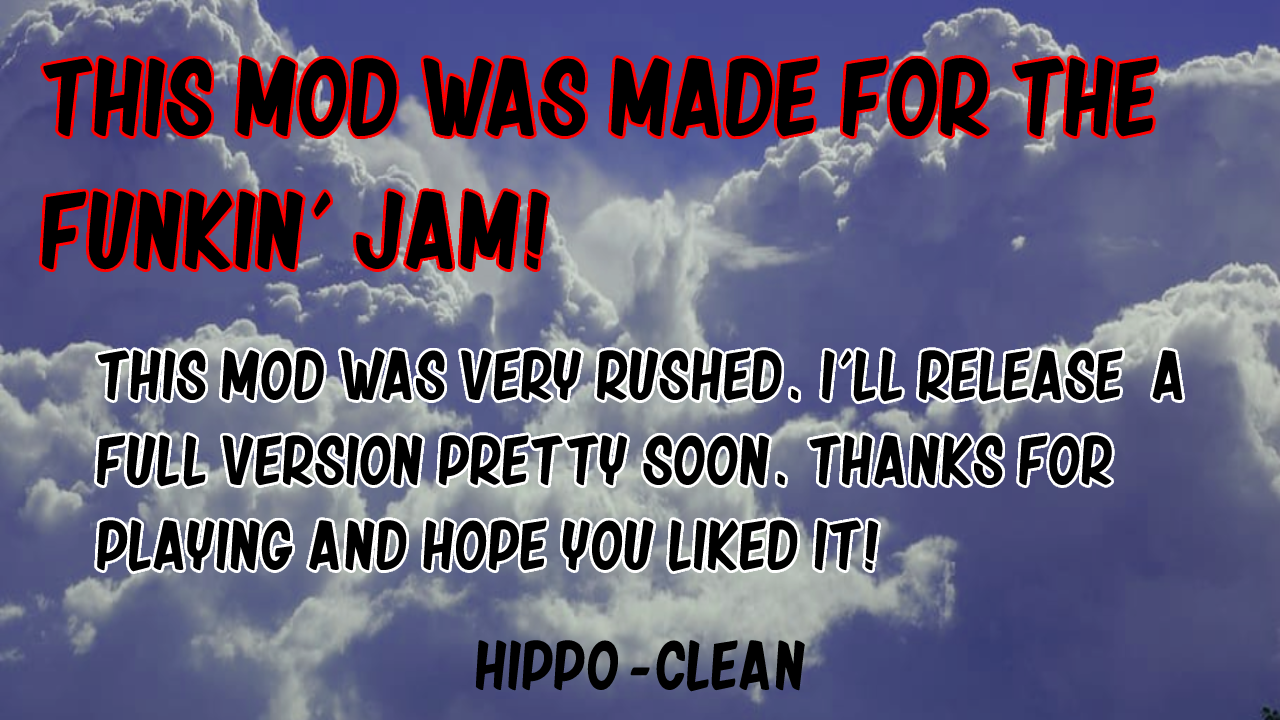 THIS MOD WAS MADE FOR THE
FUNKIN' JAM!
THIS MOD WAS VERY RUSHED. I'LL RELEASE A
FULL VERSION PRETTY SOON. THANKS FOR
PLAYING AND HOPE YOU LIKED IT!
HIPPO-CLEAN